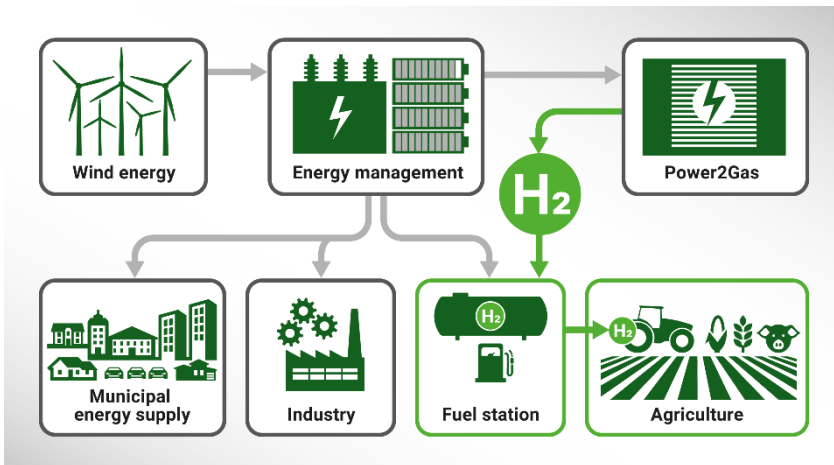 Wind energy
Energy management
Power2Gas
H₂
Municipal
energy supply
Industry
H₂
Fuel station
H₂
Agriculture